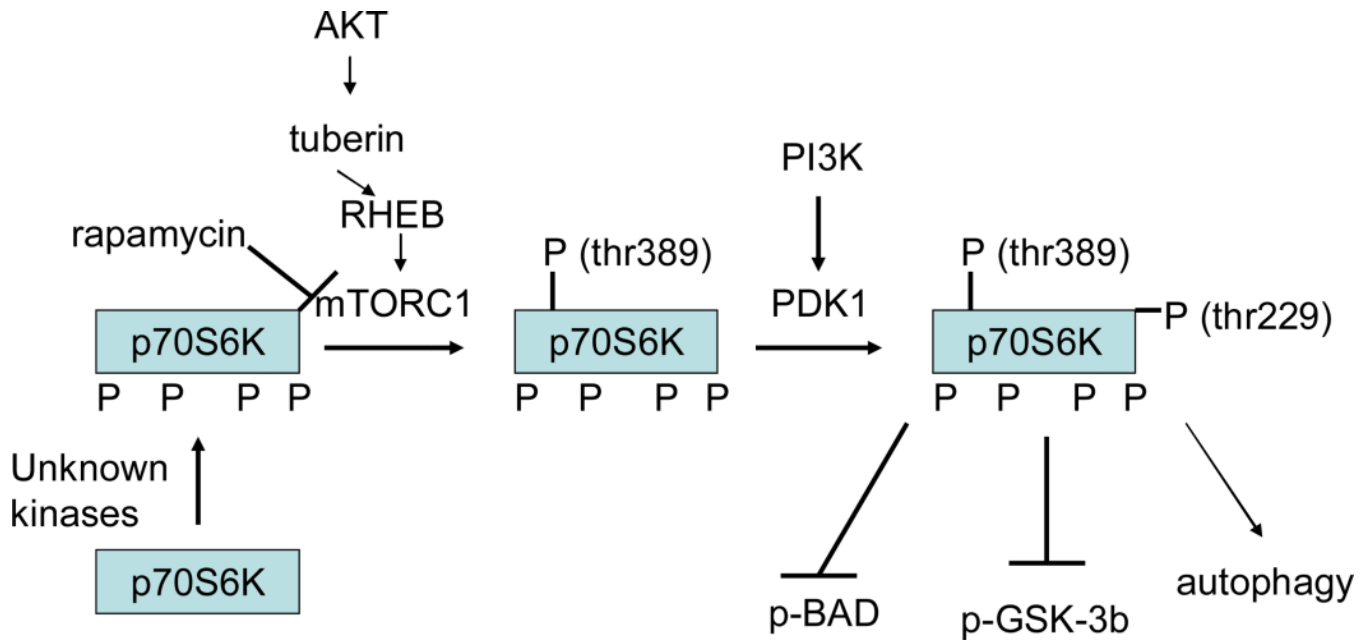 AKT
tuberin
RHEB
rapamycin
mTORC1
p70S6K
P P P P
Unknown
kinases
p70S6K
P (thr389)
p70S6K
P P P P
PI3K
PDK1
P (thr389)
P (thr229)
p70S6K
P P P P
p-BAD
p-GSK-3b
autophagy